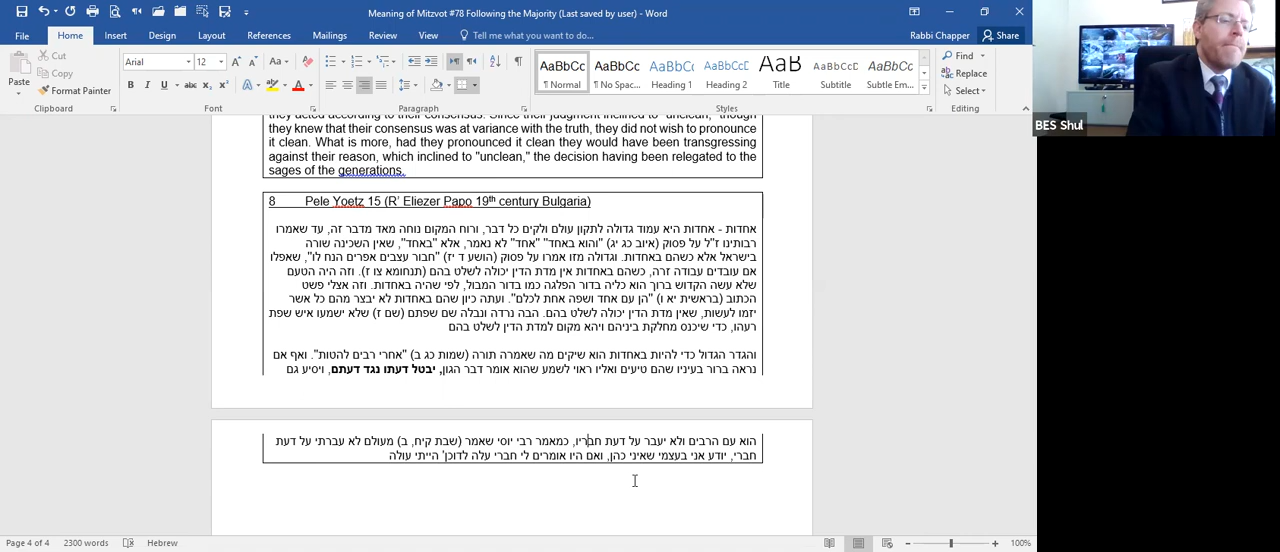 Meaning of Mitzvot #78 Following the Majority (Last saved by user) - Word
File Home Insert Design Layout References Mailings Review View Tell me what you want to do... Rabbi Chapper Share
Paste
Cut
Copy
Format Painter
Arial 12
AaBbCc AaBbCc AaBbCc AaBbCc AaB AaBbCcD AaBbCc
¶ Normal ¶ No Spac... Heading 1 Heading 2 Title Subtitle Subtle Em...
Find
Replace
Select
Clipboard Font Paragraph Styles Editing
BES Shul
they acted according to their consensus. Since their judgment inclined to "unclean," though
they knew that their consensus was at variance with the truth, they did not wish to pronounce
it clean. What is more, had they pronounced it clean they would have been transgressing
against their reason, which inclined to "unclean," the decision having been relegated to the
sages of the generations.
8 Pele Yoetz 15 (R' Eliezer Papo 19th century Bulgaria)
אחדות - אחדות היא עמוד גדולה לתקון עולם ולקים כל דבר, ורוח המקום נוחה מאד מדבר זה, עד שאמרו
רבותינו ז"ל על פסוק (איוב כג יג) "והוא באחד" "אחד" לא נאמר, אלא "באחד", שאין השכינה שורה
בישראל אלא כשהם באחדות. וגדולה מזו אמרו על פסוק (הושע ד יז) "חבור עצבים אפרים הנח לו", שאפלו
אם עובדים עבודה זרה, כשהם באחדות אין מדת הדין יכולה לשלט בהם (תנחומא צו ז). וזה היה הטעם
שלא עשה הקדוש ברוך הוא כליה בדור הפלגה כמו בדור המבול, לפי שהיה באחדות. וזה אצלי פשט
הכתוב (בראשית יא ו) "הן עם אחד ושפה אחת לכלם". ועתה כיון שהם באחדות לא יבצר מהם כל אשר
יזמו לעשות, שאין מדת הדין יכולה לשלט בהם. הבה נרדה ונבלה שם שפתם (שם ז) שלא ישמעו איש שפת
רעהו, כדי שיכנס מחלקת ביניהם ויהא מקום למדת הדין לשלט בהם
והגדר הגדול כדי להיות באחדות הוא שיקים מה שאמרה תורה (שמות כג ב) "אחרי רבים להטות". ואף אם
נראה ברור בעיניו שהם טיעים ואליו ראוי לשמע שהוא אומר דבר הגון, יבטל דעתו נגד דעתם, ויסיע גם
הוא עם הרבים ולא יעבר על דעת חבריו, כמאמר רבי יוסי שאמר (שבת קיח, ב) מעולם לא עברתי על דעת
חברי, יודע אני בעצמי שאיני כהן, ואם היו אומרים לי חברי עלה לדוכן' הייתי עולה
Page 4 of 4 2300 words Hebrew 100%